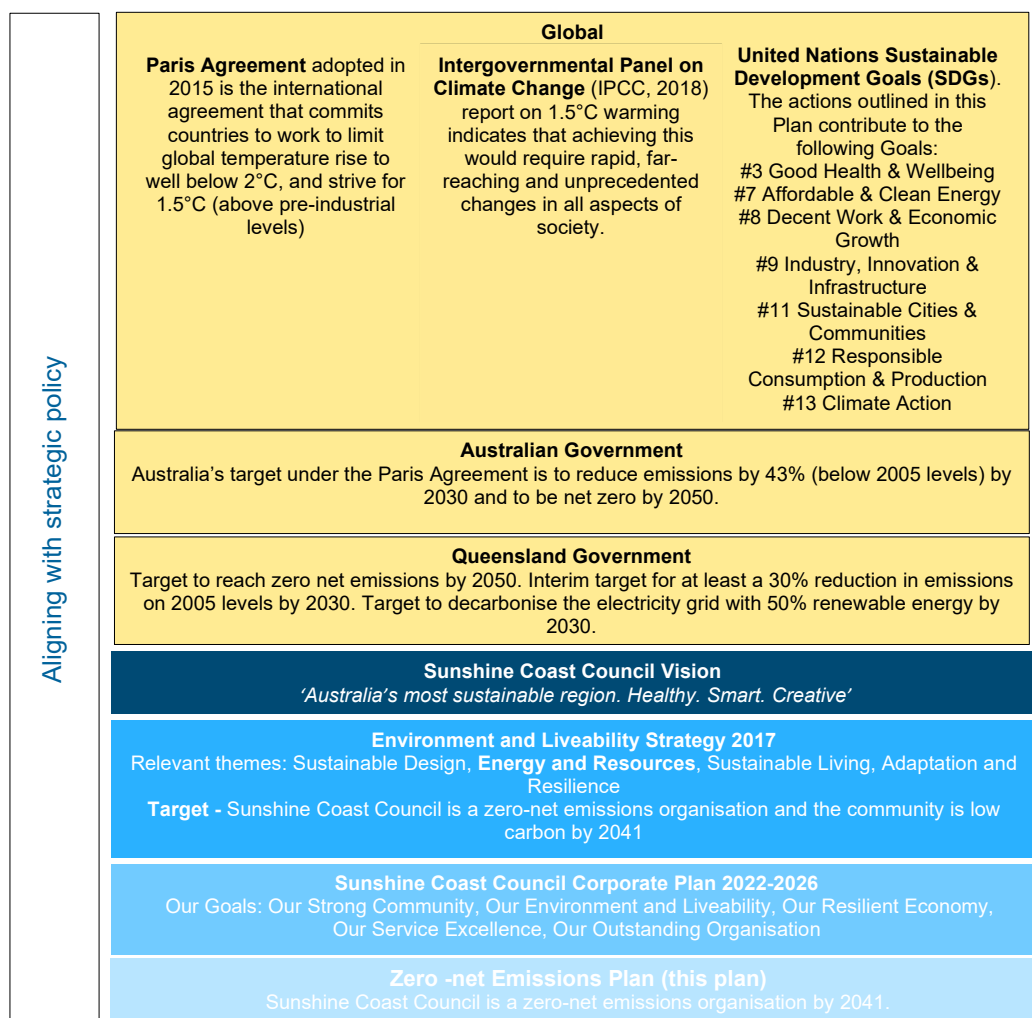 Aligning with strategic policy
Global
Paris Agreement adopted in
2015 is the international
agreement that commits
countries to work to limit
global temperature rise to
well below 2°C, and strive for
1.5°C (above pre-industrial
levels)
Intergovernmental Panel on
Climate Change (IPCC, 2018)
report on 1.5°C warming
indicates that achieving this
would require rapid, far-
reaching and unprecedented
changes in all aspects of
society.
United Nations Sustainable
Development Goals (SDGs).
The actions outlined in this
Plan contribute to the
following Goals:
#3 Good Health & Wellbeing
#7 Affordable & Clean Energy
#8 Decent Work & Economic
Growth
#9 Industry, Innovation &
Infrastructure
#11 Sustainable Cities &
Communities
#12 Responsible
Consumption & Production
#13 Climate Action
Australian Government
Australia's target under the Paris Agreement is to reduce emissions by 43% (below 2005 levels) by
2030 and to be net zero by 2050.
Queensland Government
Target to reach zero net emissions by 2050. Interim target for at least a 30% reduction in emissions
on 2005 levels by 2030. Target to decarbonise the electricity grid with 50% renewable energy by
2030.
Sunshine Coast Council Vision
'Australia's most sustainable region. Healthy. Smart. Creative'
Environment and Liveability Strategy 2017
Relevant themes: Sustainable Design, Energy and Resources, Sustainable Living, Adaptation and
Resilience
Target - Sunshine Coast Council is a zero-net emissions organisation and the community is low
carbon by 2041
Sunshine Coast Council Corporate Plan 2022-2026
Our Goals: Our Strong Community, Our Environment and Liveability, Our Resilient Economy,
Our Service Excellence, Our Outstanding Organisation
Zero -net Emissions Plan (this plan)
Sunshine Coast Council is a zero-net emissions organisation by 2041.